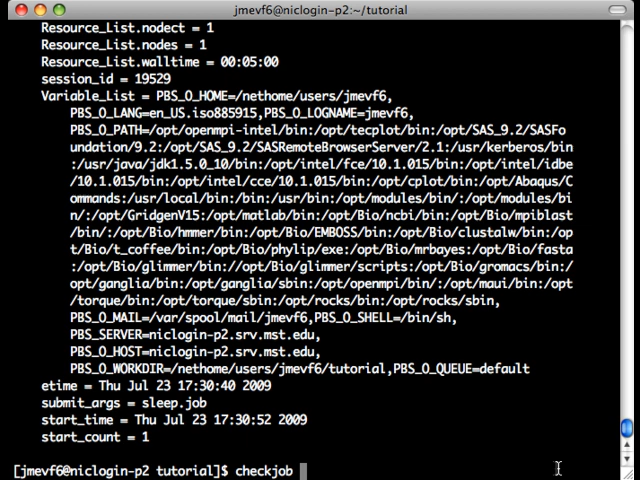 jmevf6@niclogin-p2:~/tutorial
Resource_List.nodect = 1
Resource_List.nodes = 1
Resource_List.walltime = 00:05:00
session_id = 19529
Variable_List = PBS_O_HOME=/nethome/users/jmevf6,
PBS_O_LANG=en_US.iso885915,PBS_O_LOGNAME=jmevf6,
PBS_O_PATH=/opt/openmpi-intel/bin:/opt/tecplot/bin:/opt/SAS_9.2/SASFo
undation/9.2:/opt/SAS_9.2/SASRemoteBrowserServer/2.1:/usr/kerberos/bin
:/usr/java/jdk1.5.0_10/bin:/opt/intel/fce/10.1.015/bin:/opt/intel/idbe
/10.1.015/bin:/opt/intel/cce/10.1.015/bin:/opt/cplot/bin:/opt/Abaqus/C
ommands:/usr/local/bin:/bin:/usr/bin:/opt/modules/bin/:/opt/modules/bi
n/:/opt/GridgenV15:/opt/matlab/bin:/opt/Bio/ncbi/bin:/opt/Bio/mpiblast
/bin/:/opt/Bio/hmmer/bin:/opt/Bio/EMBOSS/bin:/opt/Bio/clustalw/bin:/op
t/Bio/t_coffee/bin:/opt/Bio/phylip/exe:/opt/Bio/mrbayes:/opt/Bio/fasta
:/opt/Bio/glimmer/bin://opt/Bio/glimmer/scripts:/opt/Bio/gromacs/bin:/
opt/ganglia/bin:/opt/ganglia/sbin:/opt/openmpi/bin/:/opt/maui/bin:/opt
/torque/bin:/opt/torque/sbin:/opt/rocks/bin:/opt/rocks/sbin,
PBS_O_MAIL=/var/spool/mail/jmevf6,PBS_O_SHELL=/bin/sh,
PBS_SERVER=niclogin-p2.srv.mst.edu,
PBS_O_HOST=niclogin-p2.srv.mst.edu,
PBS_O_WORKDIR=/nethome/users/jmevf6/tutorial,PBS_O_QUEUE=default
etime = Thu Jul 23 17:30:40 2009
submit_args = sleep.job
start_time = Thu Jul 23 17:30:52 2009
start_count = 1
[jmevf6@niclogin-p2 tutorial]$ checkjob